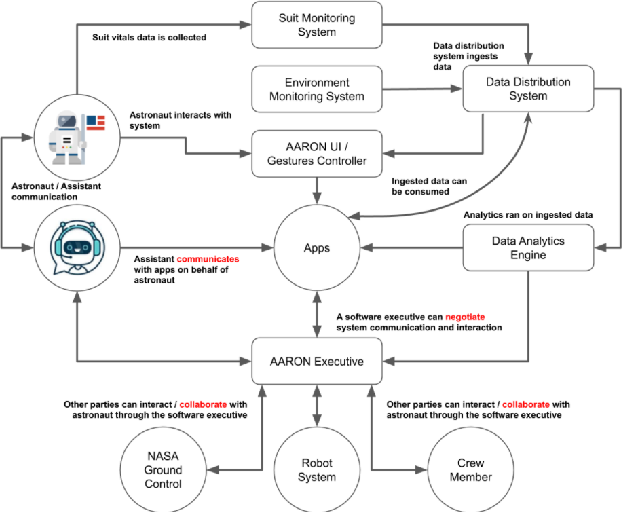 Suit Monitoring
System
Suit vitals data is collected
Data distribution
system ingests
data
Environment
Monitoring System
Data Distribution
System
Astronaut interacts with
system
AARON UI /
Gestures Controller
Astronaut / Assistant
communication
Ingested data can
be consumed
Analytics ran on ingested data
Apps
Data Analytics
Engine
Assistant communicates
with apps on behalf of
astronaut
A software executive can negotiate
system communication and interaction
AARON Executive
Other parties can interact / collaborate with
astronaut through the software executive
Other parties can interact / collaborate with
astronaut through the software executive
NASA
Ground
Control
Robot
System
Crew
Member